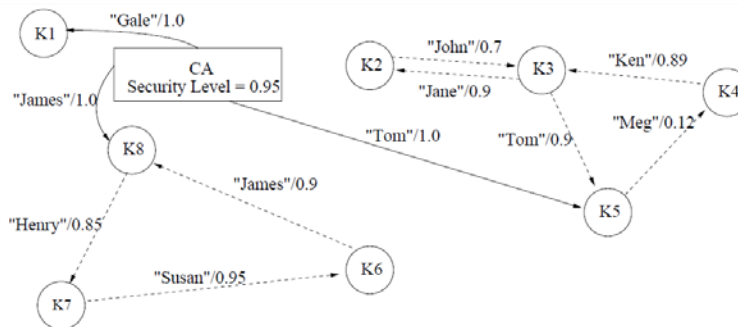 "Gale"/1.0
K1
CA
Security Level = 0.95
"James"/1.0
K8
"John"/0.7
K2
K3
"Jane"/0.9
"Ken"/0.89
K4
"Meg"/0.12
"Tom"/1.0
"Tom"/0.9
K5
"James"/0.9
"Henry"/0.85
"Susan"/0.95
K6
K7